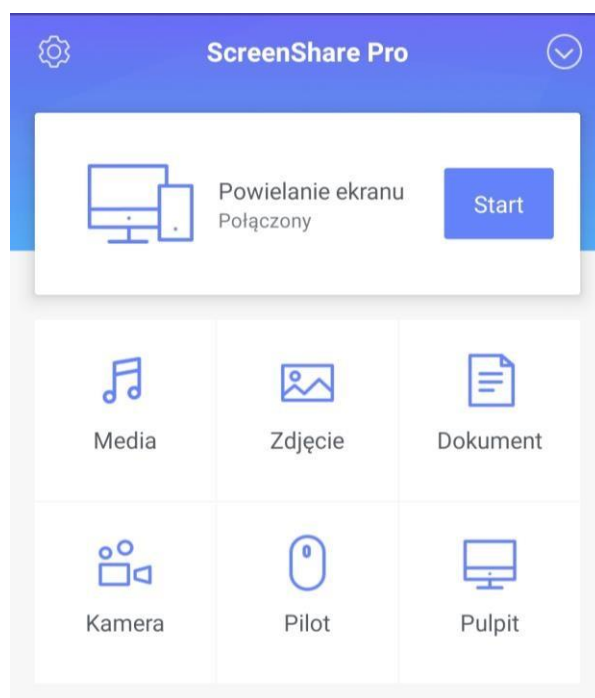 ScreenShare Pro
Powielanie ekranu
Połączony
Start
Media
Zdjęcie
Dokument
Kamera
Pilot
Pulpit